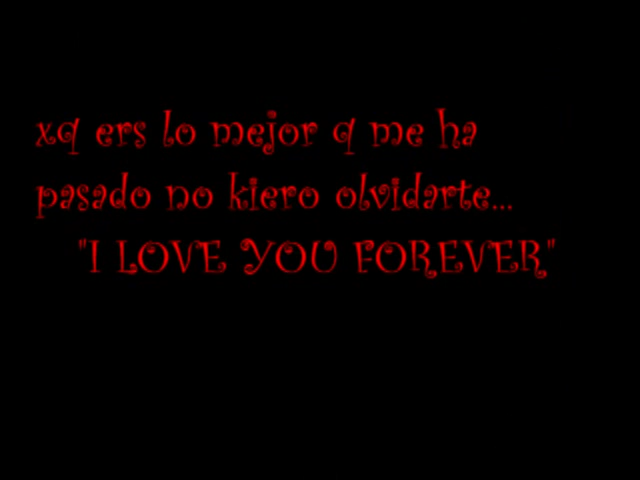 xq ers lo mejor q me ha
pasado no kiero olvidarte...
"I LOVE YOU FOREVER"